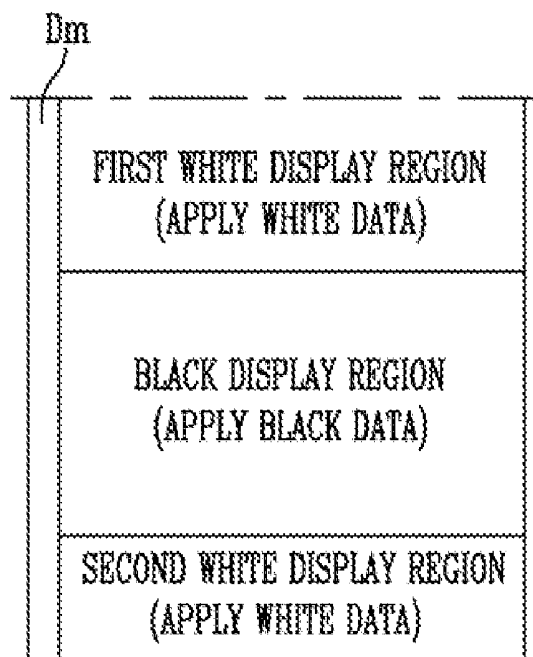 Dm
FIRST WHITE DISPLAY REGION
(APPLY WHITE DATA)
BLACK DISPLAY REGION
(APPLY BLACK DATA)
SECOND WHITE DISPLAY REGION
(APPLY WHITE DATA)